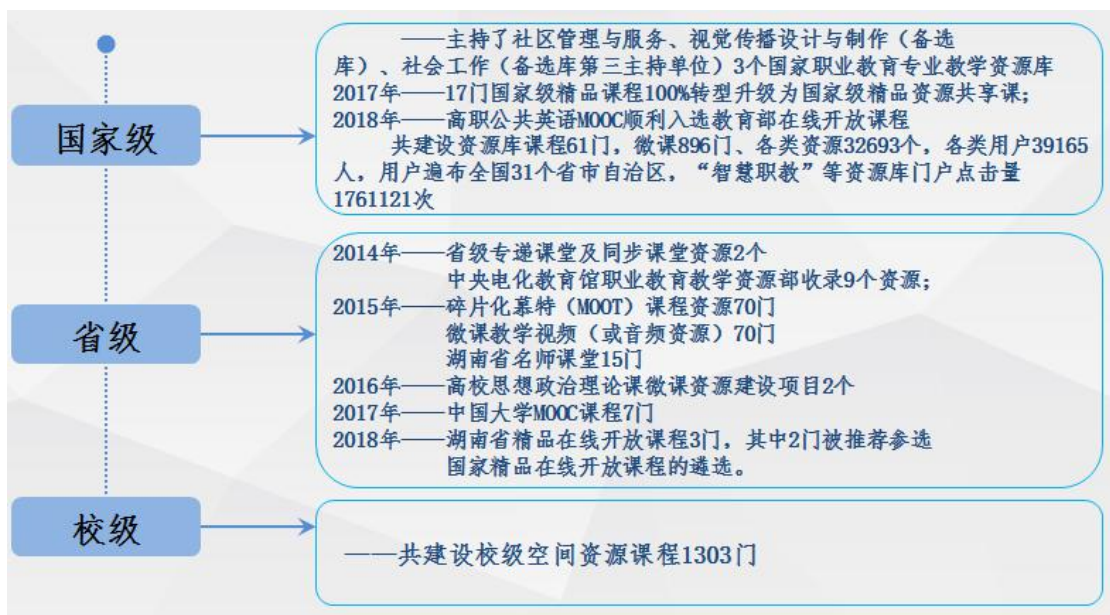 国家级
——主持了社区管理与服务、视觉传播设计与制作（备选
库）、社会工作（备选库第三主持单位）3个国家职业教育专业教学资源库
2017年——17门国家级精品课程100%转型升级为国家级精品资源共享课；
2018年——高职公共英语MOOC顺利入选教育部在线开放课程
共建设资源库课程61门，微课896门、各类资源32693个，各类用户39165
人，用户遍布全国31个省市自治区，“智慧职教”等资源库门户点击量
1761121次
省级
2014年——省级专递课堂及同步课堂资源2个
中央电化教育馆职业教育教学资源部收录9个资源；
2015年——碎片化慕特（MOOT）课程资源70门
微课教学视频（或音频资源）70门
湖南省名师课堂15门
2016年——高校思想政治理论课微课资源建设项目2个
2017年——中国大学MOOC课程7门
2018年——湖南省精品在线开放课程3门，其中2门被推荐参选
国家精品在线开放课程的遴选。
校级
——共建设校级空间资源课程1303门